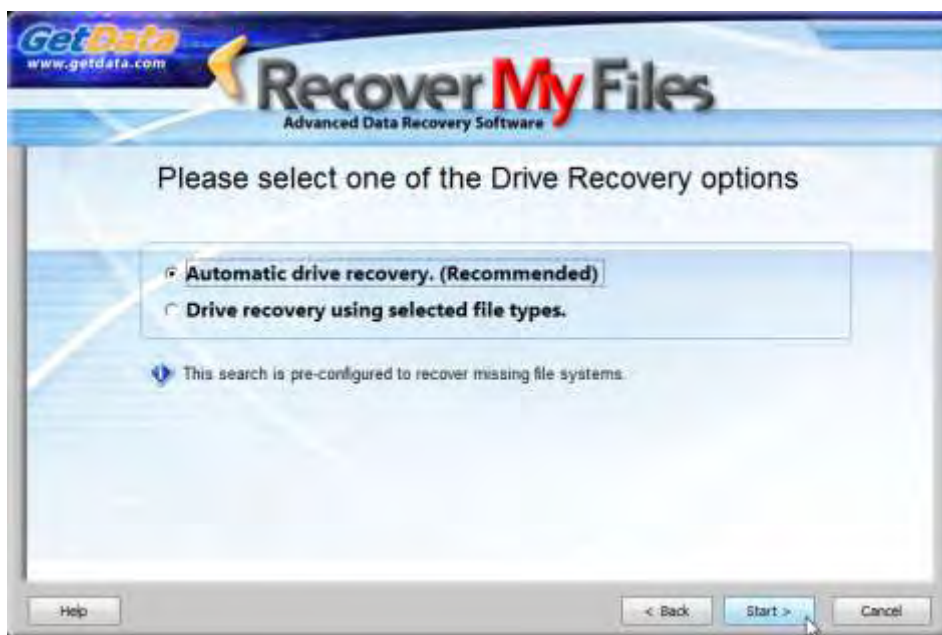 GetData
www.getdata.com
Recover My Files
Advanced Data Recovery Software
Please select one of the Drive Recovery options
Automatic drive recovery. (Recommended)
Drive recovery using selected file types.
This search is pre-configured to recover missing file systems.
Help
< Back
Start >
Cancel